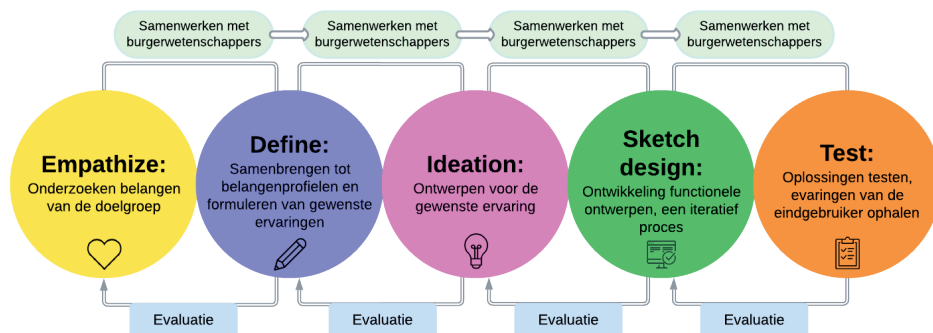 Samenwerken met
burgerwetenschappers
Samenwerken met
burgerwetenschappers
Samenwerken met
burgerwetenschappers
Samenwerken met
burgerwetenschappers
Empathize:
Onderzoeken belangen
van de doelgroep
Define:
Samenbrengen tot
belangenprofielen en
formuleren van gewenste
ervaringen
Ideation:
Ontwerpen voor de
gewenste ervaring
Sketch
design:
Ontwikkeling functionele
ontwerpen, een iteratief
proces
Test:
Oplossingen testen,
evaringen van de
eindgebruiker ophalen
Evaluatie
Evaluatie
Evaluatie
Evaluatie